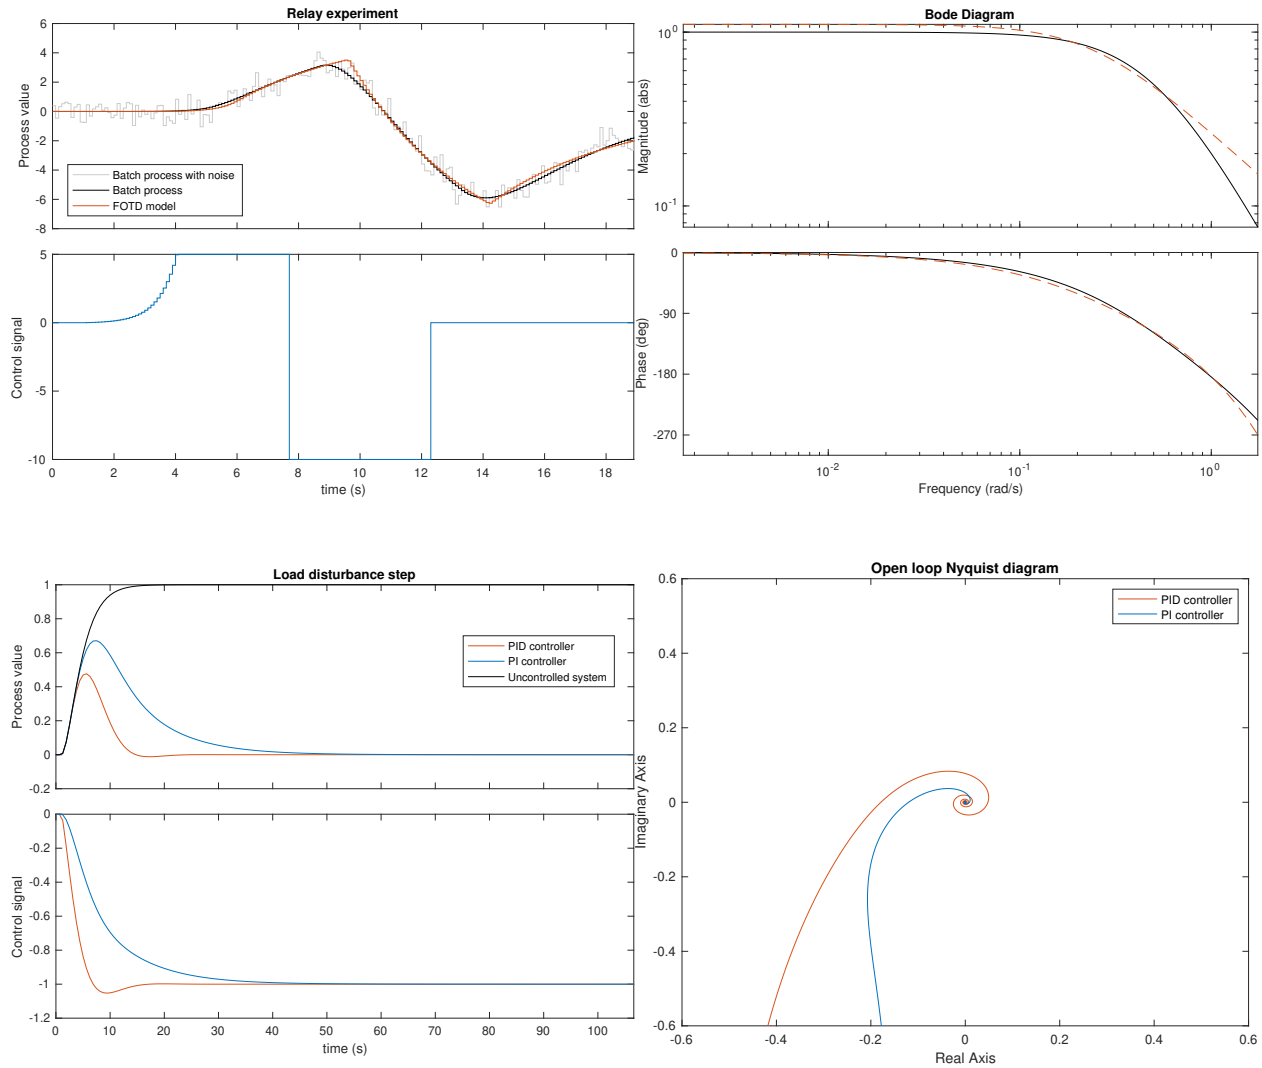 Relay experiment
Process value
6
4
2
0
-2
-4
-6
-8
Batch process with noise
Batch process
FOTD model
Control signal
5
0
-5
-10
0 2 4 6 8 10 12 14 16 18
time (s)
Bode Diagram
Magnitude (abs)
10^0
10^-1
Phase (deg)
0
-90
-180
-270
10^-2 10^-1 10^0
Frequency (rad/s)
Load disturbance step
Process value
1
0.8
0.6
0.4
0.2
0
-0.2
PID controller
PI controller
Uncontrolled system
Control signal
0
-0.2
-0.4
-0.6
-0.8
-1
-1.2
0 10 20 30 40 50 60 70 80 90 100
time (s)
Open loop Nyquist diagram
Imaginary Axis
0.6
0.4
0.2
0
-0.2
-0.4
-0.6
PID controller
PI controller
-0.6 -0.4 -0.2 0 0.2 0.4 0.6
Real Axis